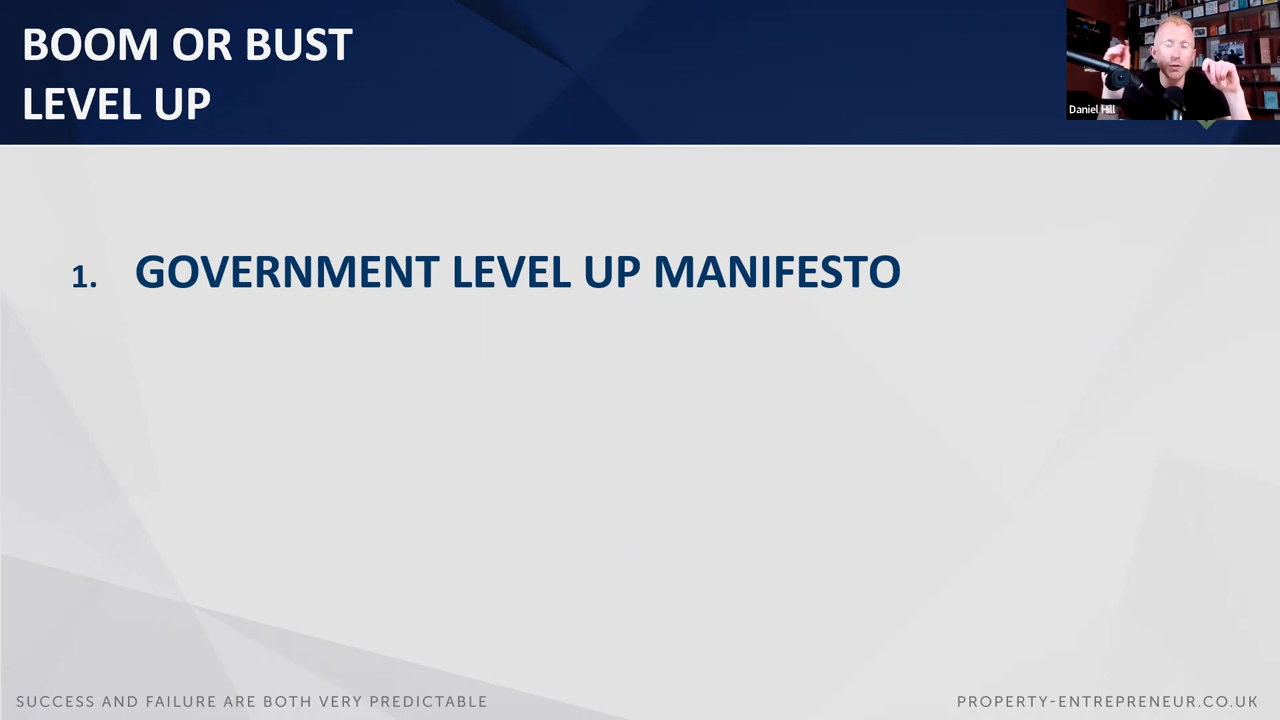 BOOM OR BUST
LEVEL UP
Daniel Hill
1. GOVERNMENT LEVEL UP MANIFESTO
SUCCESS AND FAILURE ARE BOTH VERY PREDICTABLE
PROPERTY-ENTREPRENEUR.CO.UK